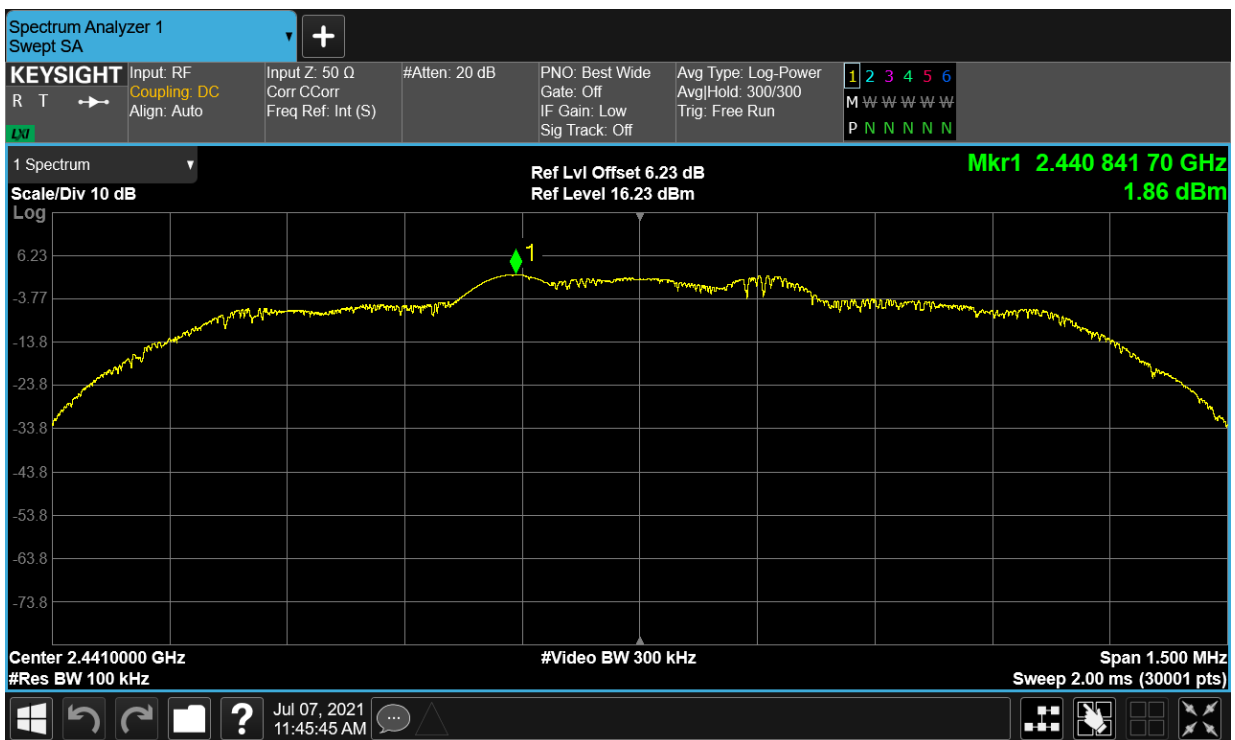 Spectrum Analyzer 1
Swept SA
KEYSIGHT
R T
LXI
Input: RF
Coupling: DC
Align: Auto
Input Z: 50 Ω
Corr CCorr
Freq Ref: Int (S)
#Atten: 20 dB
PNO: Best Wide
Gate: Off
IF Gain: Low
Sig Track: Off
Avg Type: Log-Power
Avg|Hold: 300/300
Trig: Free Run
1 2 3 4 5 6
M W W W W W
P N N N N N
1 Spectrum
Scale/Div 10 dB
Log
Ref Lvl Offset 6.23 dB
Ref Level 16.23 dBm
Mkr1 2.440 841 70 GHz
1.86 dBm
1
6.23
-3.77
-13.8
-23.8
-33.8
-43.8
-53.8
-63.8
-73.8
Center 2.4410000 GHz
#Video BW 300 kHz
Span 1.500 MHz
#Res BW 100 kHz
Sweep 2.00 ms (30001 pts)
?
Jul 07, 2021
11:45:45 AM